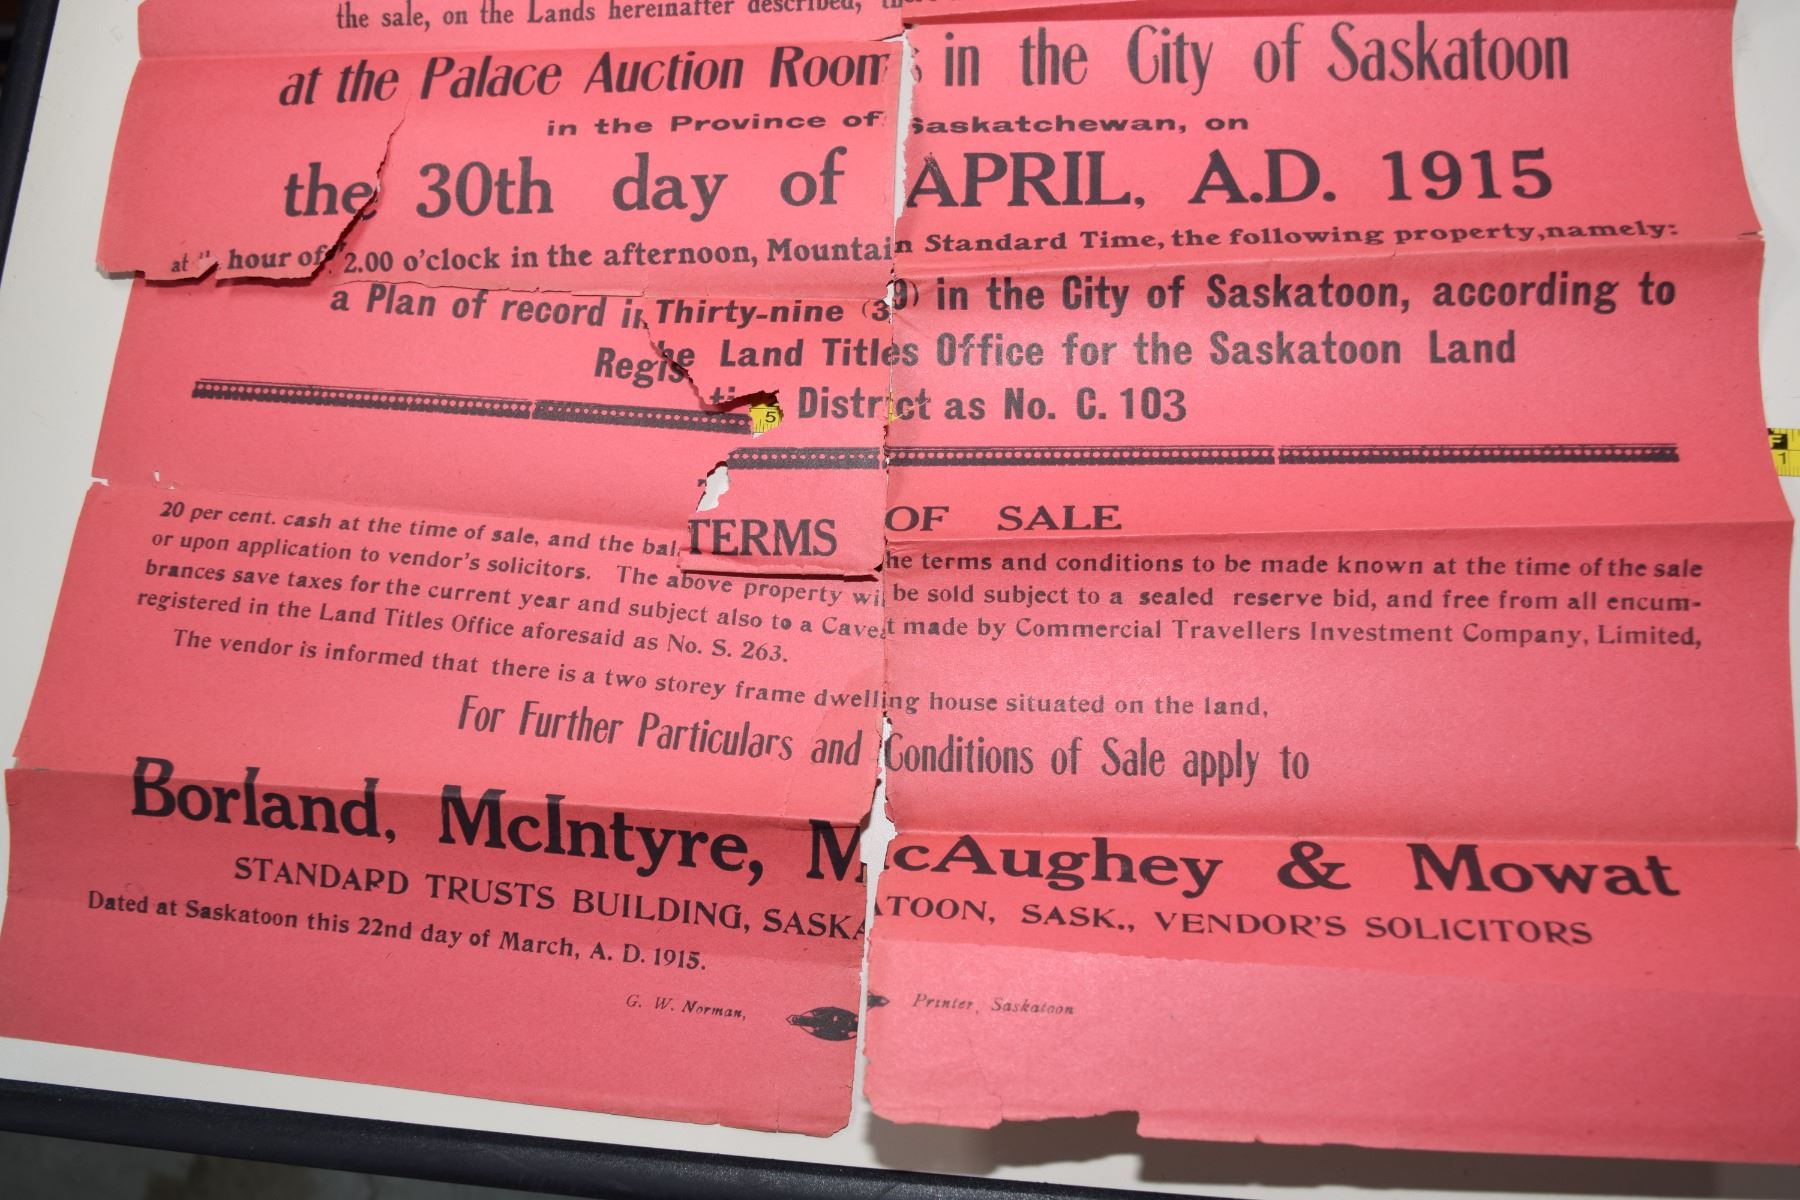 the sale, on the Lands hereinafter described,
at the Palace Auction Rooms in the City of Saskatoon
in the Province of Saskatchewan, on
the 30th day of APRIL, A.D. 1915
at hour of 2.00 o'clock in the afternoon, Mountain Standard Time, the following property, namely:
Thirty-nine (39) in the City of Saskatoon, according to
a Plan of record in he Land Titles Office for the Saskatoon Land
Regis District as No. C. 103
5
F
1
TERMS OF SALE
20 per cent. cash at the time of sale, and the bal he terms and conditions to be made known at the time of the sale
or upon application to vendor's solicitors. The above property will be sold subject to a sealed reserve bid, and free from all encum-
brances save taxes for the current year and subject also to a Caveat made by Commercial Travellers Investment Company, Limited,
registered in the Land Titles Office aforesaid as No. S. 263.
The vendor is informed that there is a two storey frame dwelling house situated on the land,
For Further Particulars and Conditions of Sale apply to
Borland, McIntyre, McAughey & Mowat
STANDARD TRUSTS BUILDING, SASKATOON, SASK., VENDOR'S SOLICITORS
Dated at Saskatoon this 22nd day of March, A. D. 1915.
G. W. Norman, Printer, Saskatoon